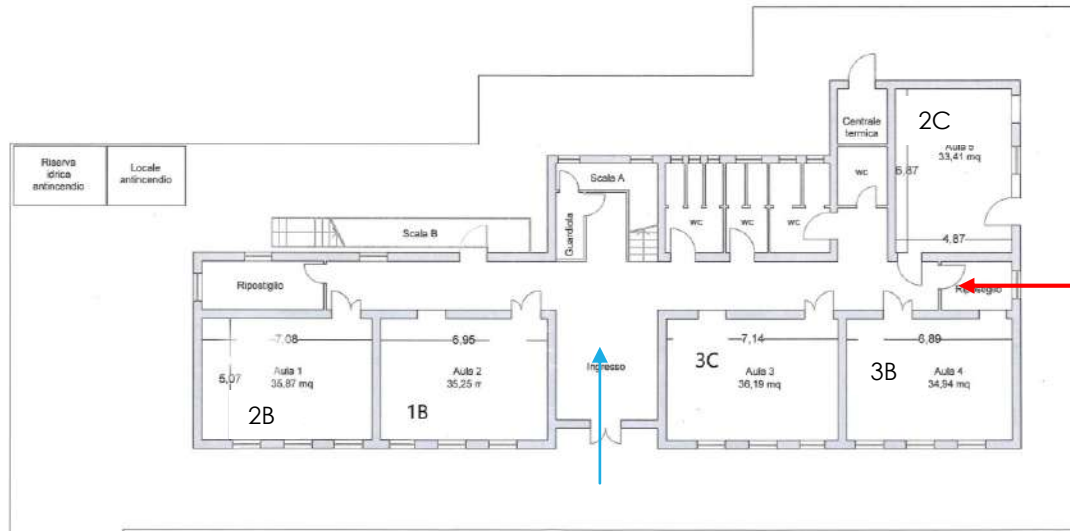 2C
Centrale
termica
Aula 5
33,41 mq
6,87
4,87
Riserva
idrica
antincendio
Locale
antincendio
Scala A
Guardiola
wc
wc
wc
wc
Scala B
Ripostiglio
Ripostiglio
7,08
5,07
Aula 1
35,87 mq
2B
6,95
Aula 2
35,25 m
1B
Ingresso
3C
7,14
Aula 3
36,19 mq
3B
6,89
Aula 4
34,94 mq